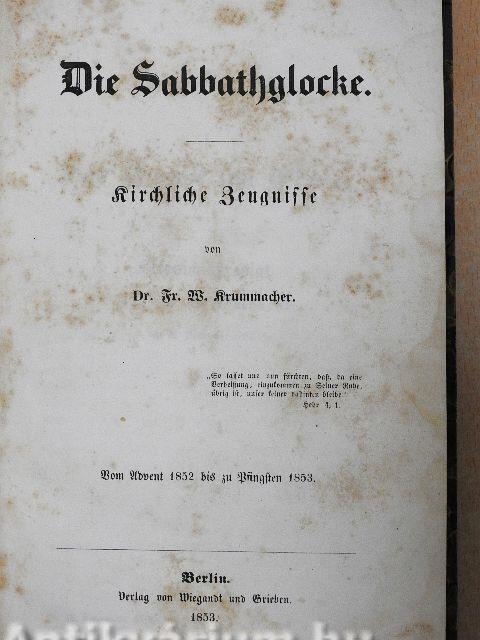 Die Sabbathglocke.
Kirchliche Zeugnisse
von
Dr. Fr. W. Krummacher.
„So lasset uns nun fürchten, daß, da eine
Verheißung, einzukommen zu Seiner Ruhe,
übrig ist, unser keiner dahinten bleibe."
Hebr 4, 1.
Vom Advent 1852 bis zu Pfingsten 1853.
Berlin.
Verlag von Wiegandt und Grieben.
1853.